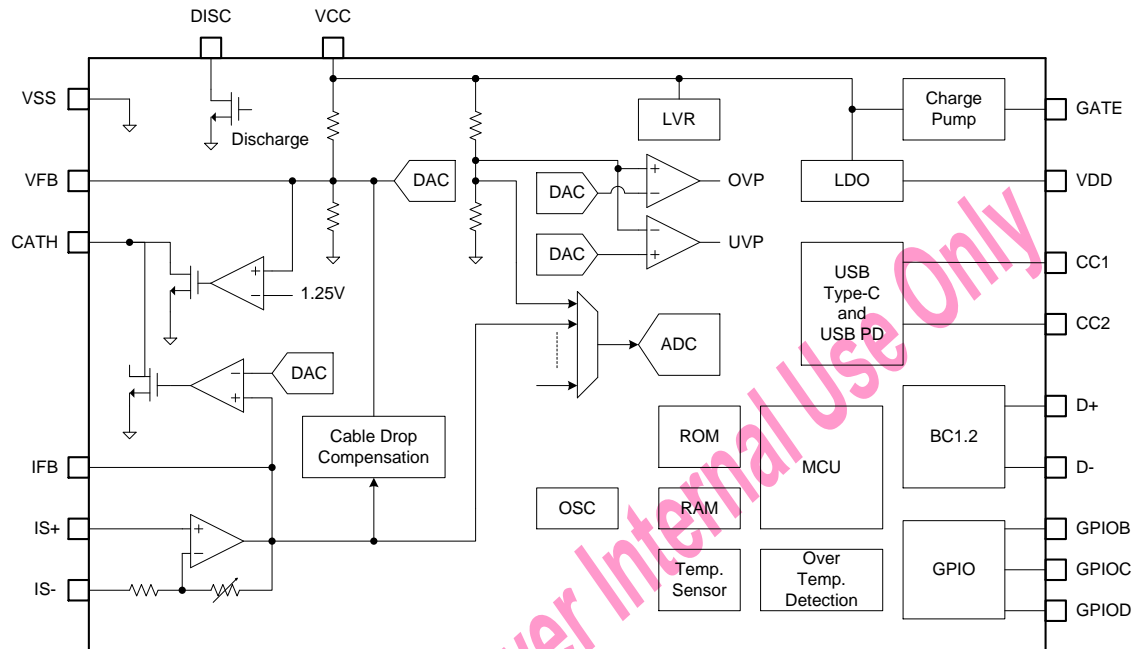 DISC
VCC
VSS
Discharge
LVR
Charge
Pump
GATE
VFB
DAC
DAC
OVP
LDO
VDD
CATH
DAC
UVP
1.25V
USB
Type-C
and
USB PD
CC1
CC2
DAC
ADC
Cable Drop
Compensation
ROM
MCU
BC1.2
D+
D-
IFB
OSC
RAM
IS+
IS-
Temp.
Sensor
Over
Temp.
Detection
GPIO
GPIOB
GPIOC
GPIOD
Internal Use Only